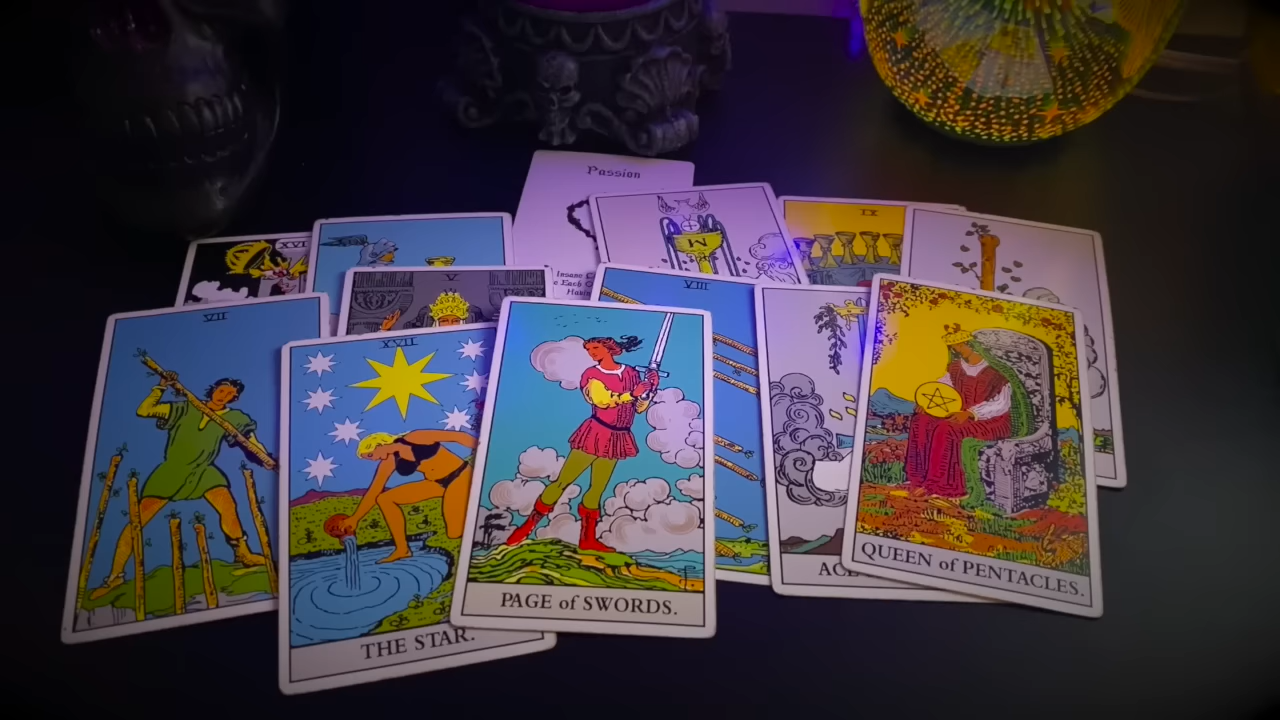 Passion
XVI
IX
V
VIII
VII
XVII
THE STAR.
PAGE of SWORDS.
QUEEN of PENTACLES.